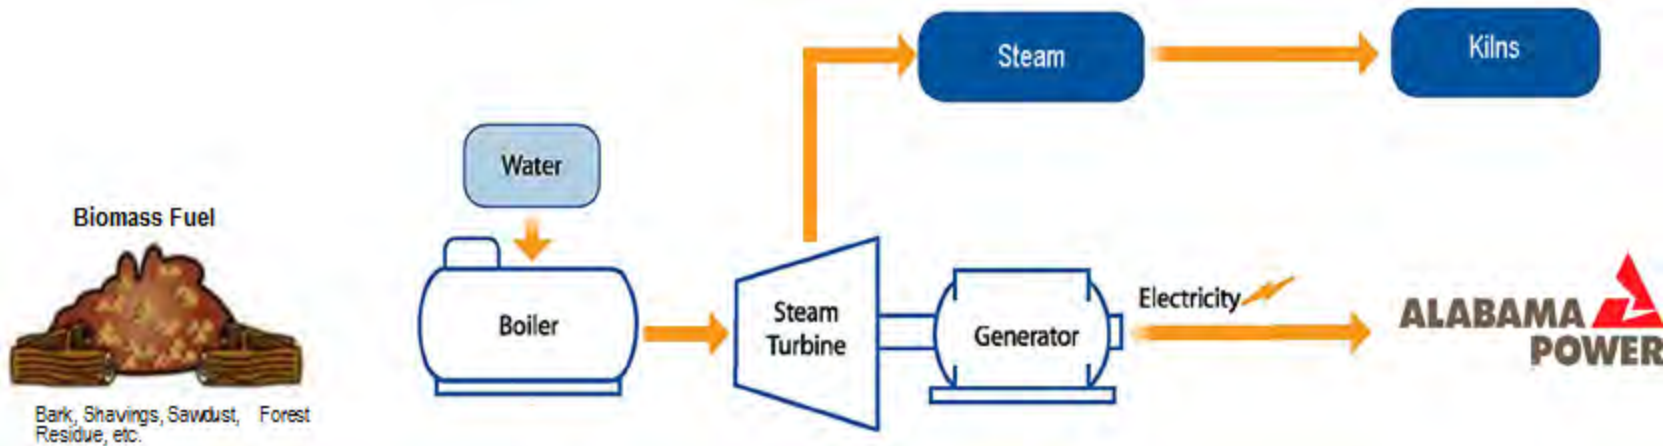 Steam
Kilns
Water
Biomass Fuel
Boiler
Steam
Turbine
Generator
Electricity
ALABAMA
POWER
Bark, Shavings, Sawdust, Forest
Residue, etc.